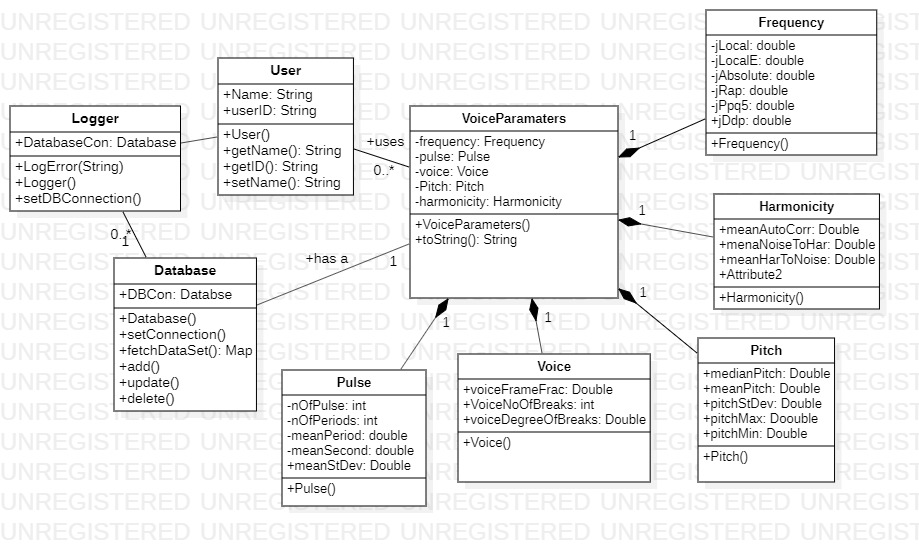 Frequency
-jLocal: double
-jLocalE: double
-jAbsolute: double
-jRap: double
-jPpq5: double
+jDdp: double
+Frequency()
User
+Name: String
+userID: String
+User()
+getName(): String
+getID(): String
+setName(): String
Logger
+DatabaseCon: Database
+LogError(String)
+Logger()
+setDBConnection()
VoiceParamaters
-frequency: Frequency
-pulse: Pulse
-voice: Voice
-Pitch: Pitch
-harmonicity: Harmonicity
+VoiceParameters()
+toString(): String
+uses
0..*
1
Harmonicity
+meanAutoCorr: Double
+menaNoiseToHar: Double
+meanHarToNoise: Double
+Attribute2
+Harmonicity()
1
0..*
1
+has a
1
Database
+DBCon: Databse
+Database()
+setConnection()
+fetchDataSet(): Map
+add()
+update()
+delete()
1
1
1
Pitch
+medianPitch: Double
+meanPitch: Double
+pitchStDev: Double
+pitchMax: Doouble
+pitchMin: Double
+Pitch()
Voice
+voiceFrameFrac: Double
+VoiceNoOfBreaks: int
+voiceDegreeOfBreaks: Double
+Voice()
Pulse
-nOfPulse: int
-nOfPeriods: int
-meanPeriod: double
-meanSecond: double
+meanStDev: Double
+Pulse()
UNREGISTERED UNREGISTERED UNREGISTERED UNREGISTERED UNREGIST